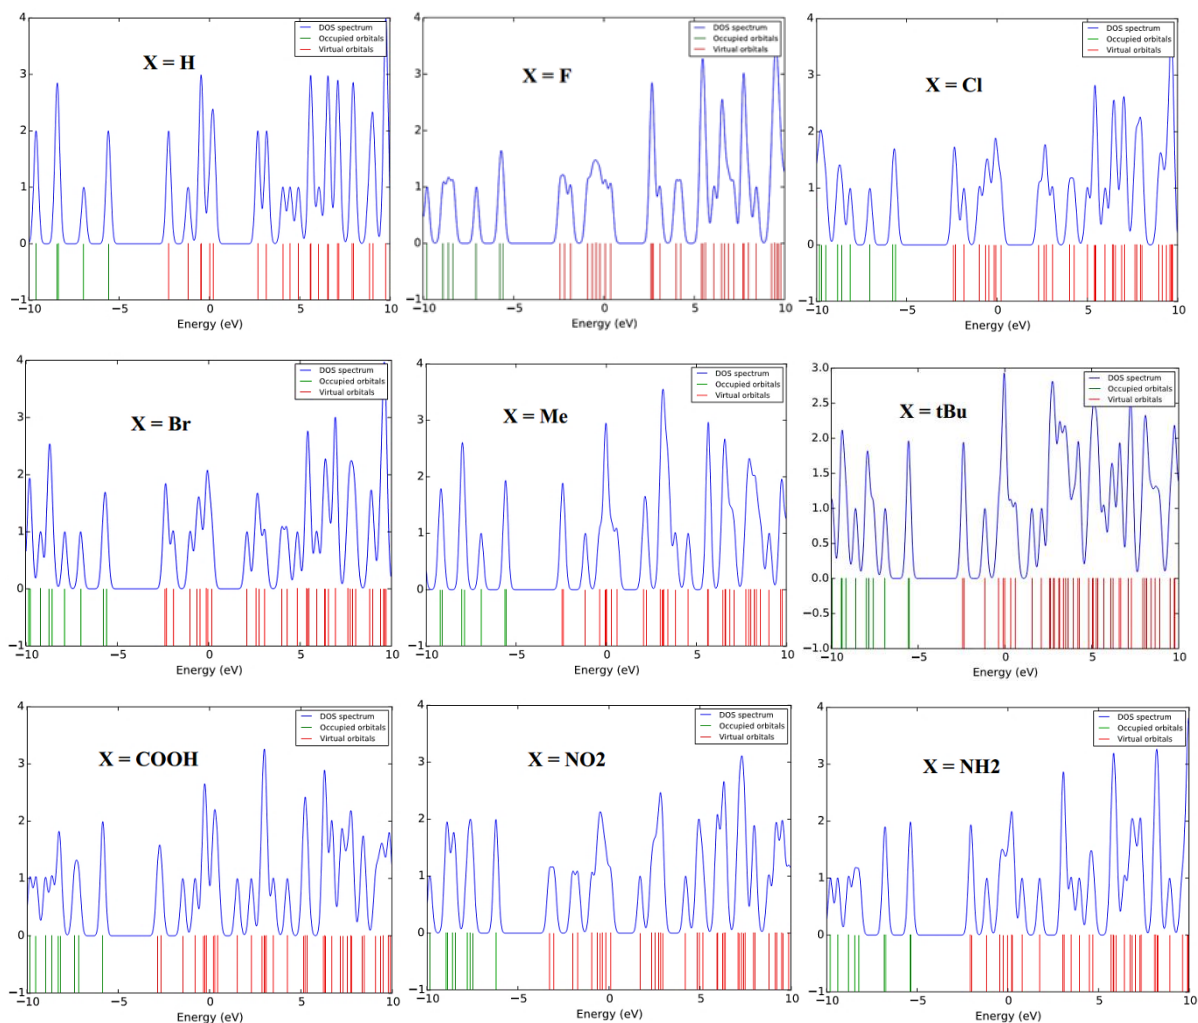 4
3
2
1
0
−1
−10
−5
0
5
10
Energy (eV)
X = H
DOS spectrum
Occupied orbitals
Virtual orbitals
4
3
2
1
0
−1
−10
−5
0
5
10
Energy (eV)
X = F
DOS spectrum
Occupied orbitals
Virtual orbitals
4
3
2
1
0
−1
−10
−5
0
5
10
Energy (eV)
X = Cl
DOS spectrum
Occupied orbitals
Virtual orbitals
4
3
2
1
0
−1
−10
−5
0
5
10
Energy (eV)
X = Br
DOS spectrum
Occupied orbitals
Virtual orbitals
4
3
2
1
0
−1
−10
−5
0
5
10
Energy (eV)
X = Me
DOS spectrum
Occupied orbitals
Virtual orbitals
3.0
2.5
2.0
1.5
1.0
0.5
0.0
−0.5
−1.0
−10
−5
0
5
10
Energy (eV)
X = tBu
DOS spectrum
Occupied orbitals
Virtual orbitals
4
3
2
1
0
−1
−10
−5
0
5
10
Energy (eV)
X = COOH
DOS spectrum
Occupied orbitals
Virtual orbitals
4
3
2
1
0
−1
−10
−5
0
5
10
Energy (eV)
X = NO2
DOS spectrum
Occupied orbitals
Virtual orbitals
4
3
2
1
0
−1
−10
−5
0
5
10
Energy (eV)
X = NH2
DOS spectrum
Occupied orbitals
Virtual orbitals